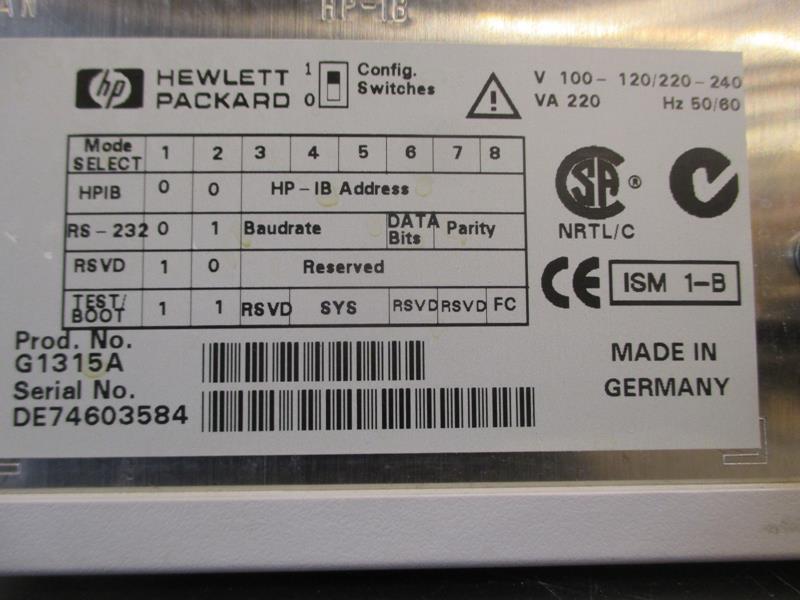 AN
HP-IB
hp HEWLETT PACKARD
1
0
Config.
Switches
V 100- 120/220-240
VA 220 Hz 50/60
Mode SELECT 1 2 3 4 5 6 7 8
HPIB 0 0 HP-IB Address
RS-232 0 1 Baudrate DATA Bits Parity
RSVD 1 0 Reserved
TEST/BOOT 1 1 RSVD SYS RSVD RSVD FC
SA ®
NRTL/C
CE ISM 1-B
Prod. No.
G1315A
Serial No.
DE74603584
MADE IN
GERMANY